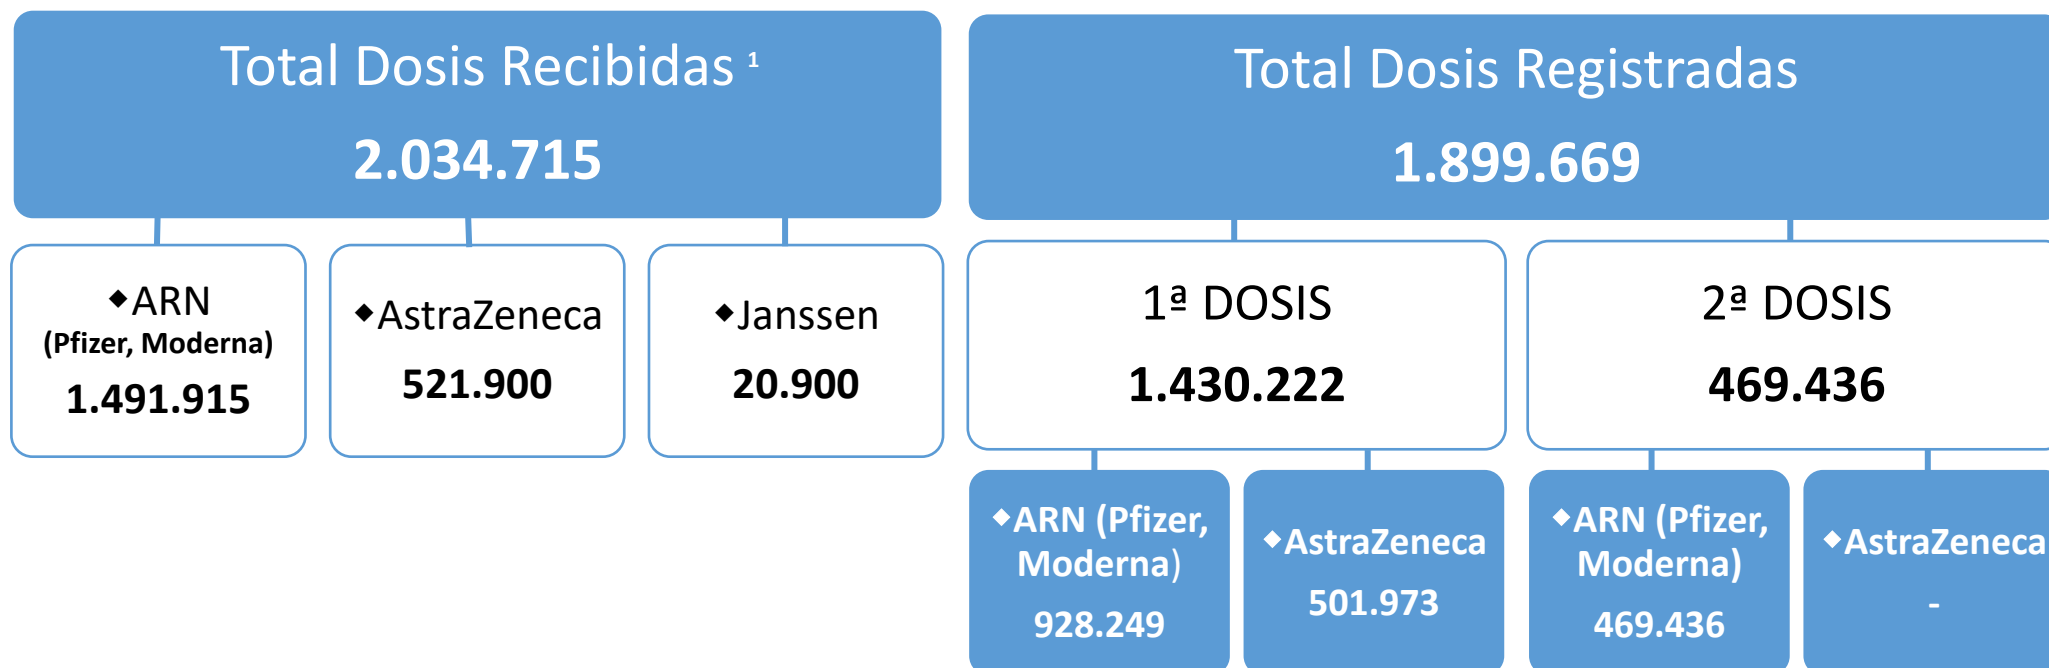 Total Dosis Recibidas ¹
2.034.715
◆ARN
(Pfizer, Moderna)
1.491.915
◆AstraZeneca
521.900
◆Janssen
20.900
Total Dosis Registradas
1.899.669
1ª DOSIS
1.430.222
◆ARN (Pfizer,
Moderna)
928.249
◆AstraZeneca
501.973
2ª DOSIS
469.436
◆ARN (Pfizer,
Moderna)
469.436
◆AstraZeneca
-